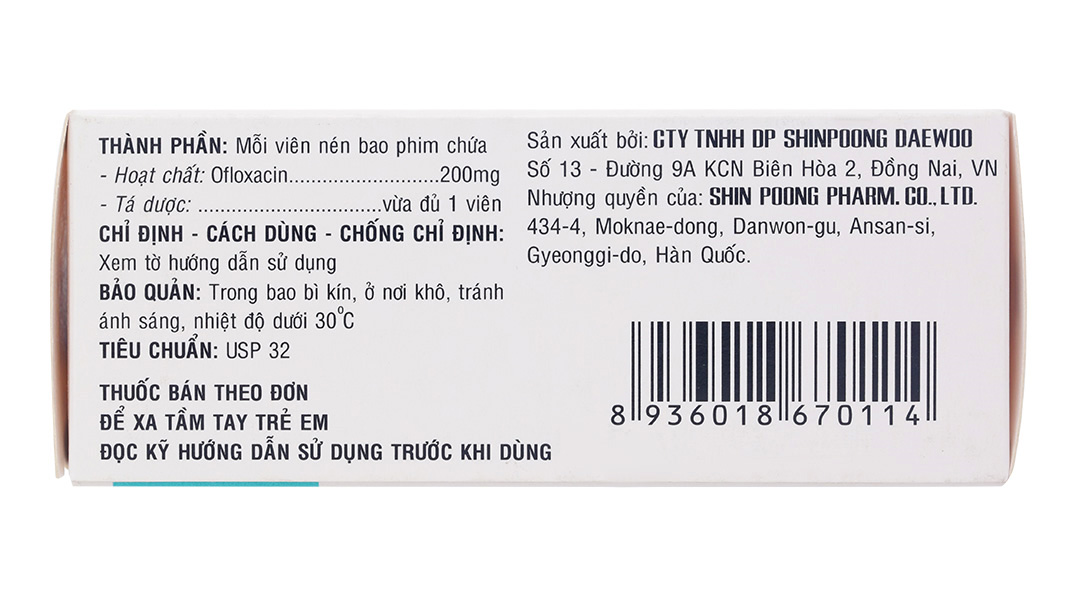 THÀNH PHẦN: Mỗi viên nén bao phim chứa
- Hoạt chất: Ofloxacin...........................200mg
- Tá dược: .................................vừa đủ 1 viên
CHỈ ĐỊNH - CÁCH DÙNG - CHỐNG CHỈ ĐỊNH:
Xem tờ hướng dẫn sử dụng
BẢO QUẢN: Trong bao bì kín, ở nơi khô, tránh
ánh sáng, nhiệt độ dưới 30°C
TIÊU CHUẨN: USP 32
THUỐC BÁN THEO ĐƠN
ĐỂ XA TẦM TAY TRẺ EM
ĐỌC KỸ HƯỚNG DẪN SỬ DỤNG TRƯỚC KHI DÙNG
Sản xuất bởi: CTY TNHH DP SHINPOONG DAEWOO
Số 13 - Đường 9A KCN Biên Hòa 2, Đồng Nai, VN
Nhượng quyền của: SHIN POONG PHARM. CO., LTD.
434-4, Moknae-dong, Danwon-gu, Ansan-si,
Gyeonggi-do, Hàn Quốc.
8 936018 670114